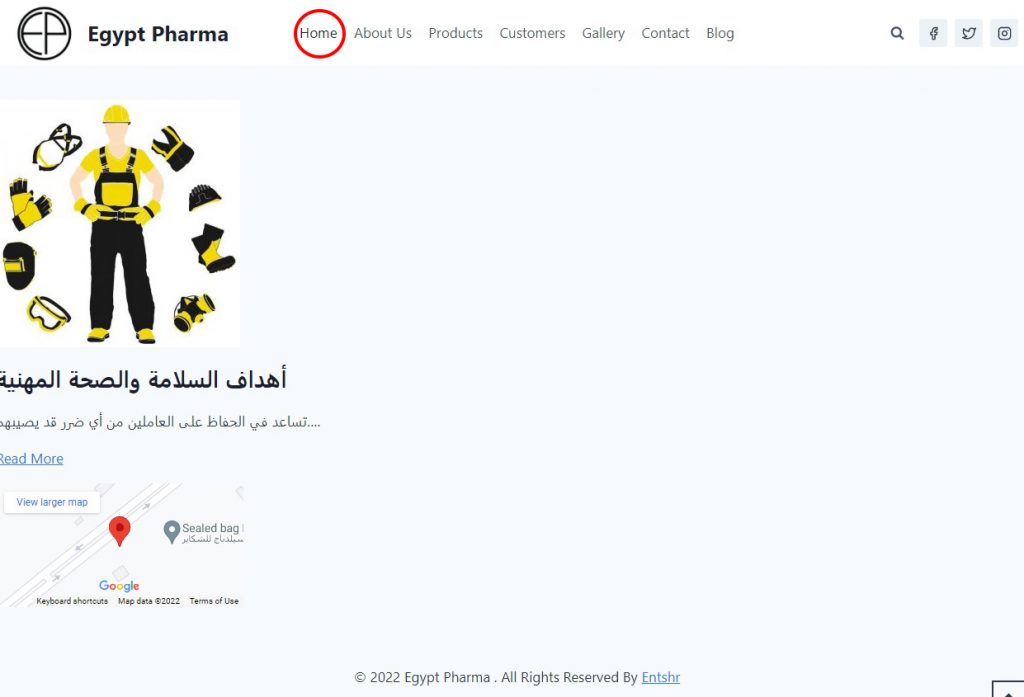 Egypt Pharma
Home About Us Products Customers Gallery Contact Blog
أهداف السلامة والصحة المهنية
تساعد في الحفاظ على العاملين من أي ضرر قد يصيبهم....
Read More
View larger map
Sealed bag
سيلدباج للشكاير
Google
Keyboard shortcuts Map data ©2022 Terms of Use
© 2022 Egypt Pharma . All Rights Reserved By Entshr